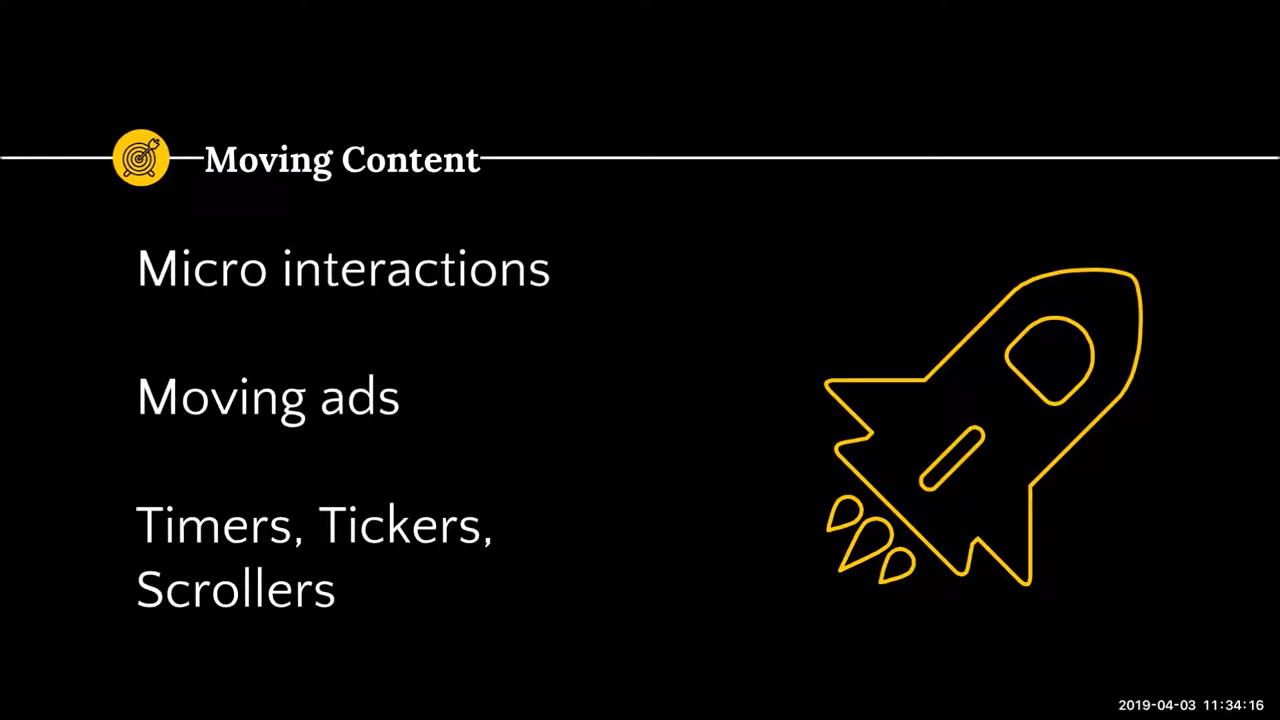 Moving Content
Micro interactions
Moving ads
Timers, Tickers,
Scrollers
2019-04-03 11:34:16